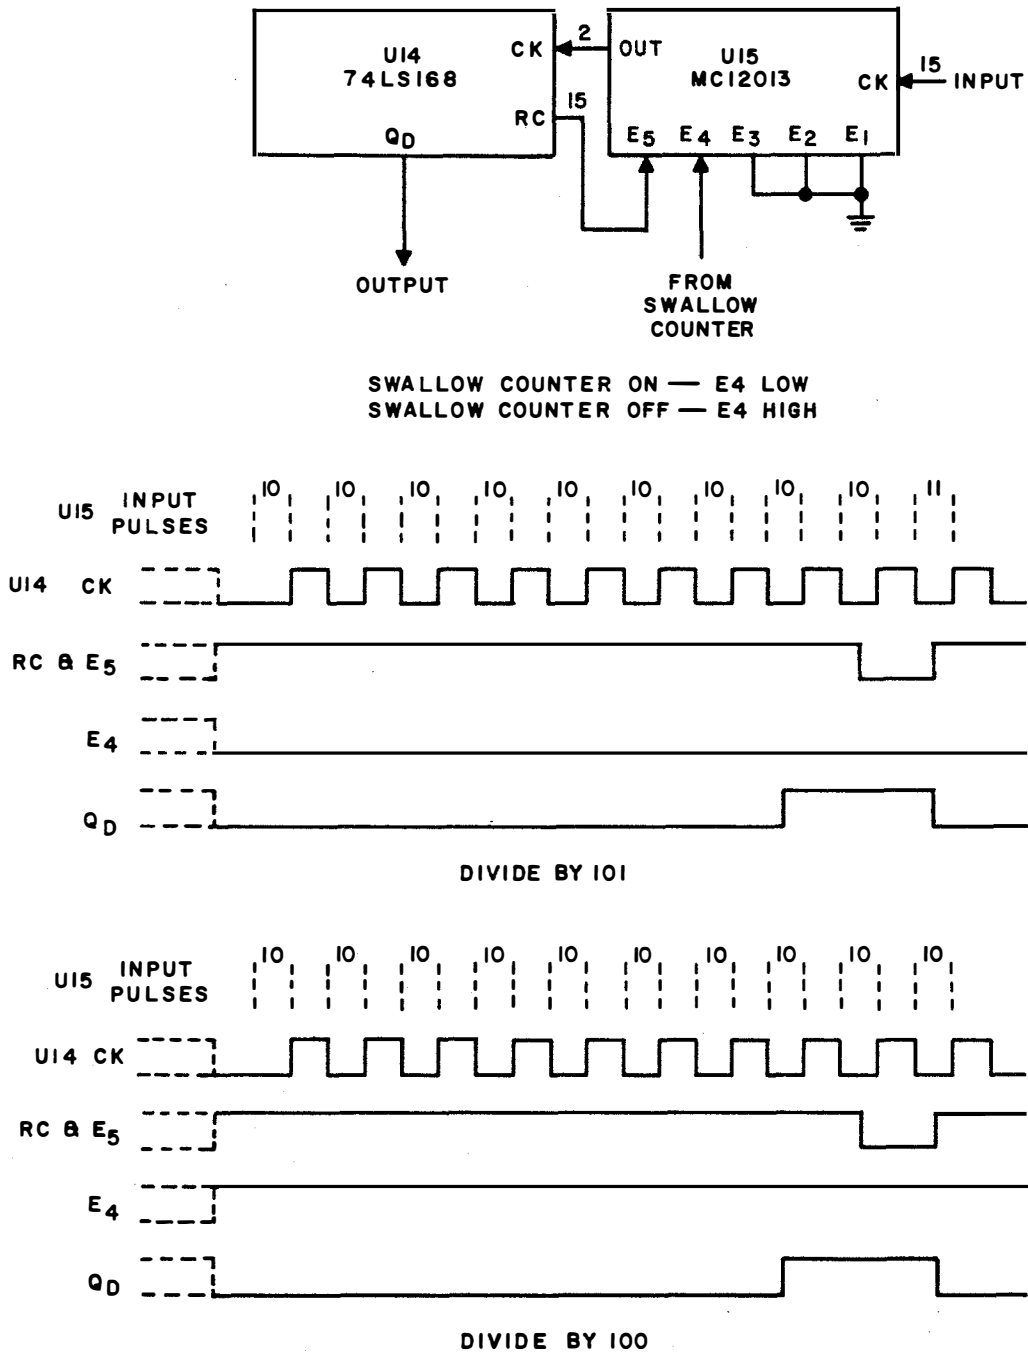 U14
74LS168
CK
RC
QD
2
15
OUT
U15
MC12013
CK
15
INPUT
E5 E4 E3 E2 E1
OUTPUT
FROM
SWALLOW
COUNTER
SWALLOW COUNTER ON — E4 LOW
SWALLOW COUNTER OFF — E4 HIGH
U15 INPUT PULSES
10 10 10 10 10 10 10 10 10 11
U14 CK
RC & E5
E4
QD
DIVIDE BY 101
U15 INPUT PULSES
10 10 10 10 10 10 10 10 10 10
U14 CK
RC & E5
E4
QD
DIVIDE BY 100